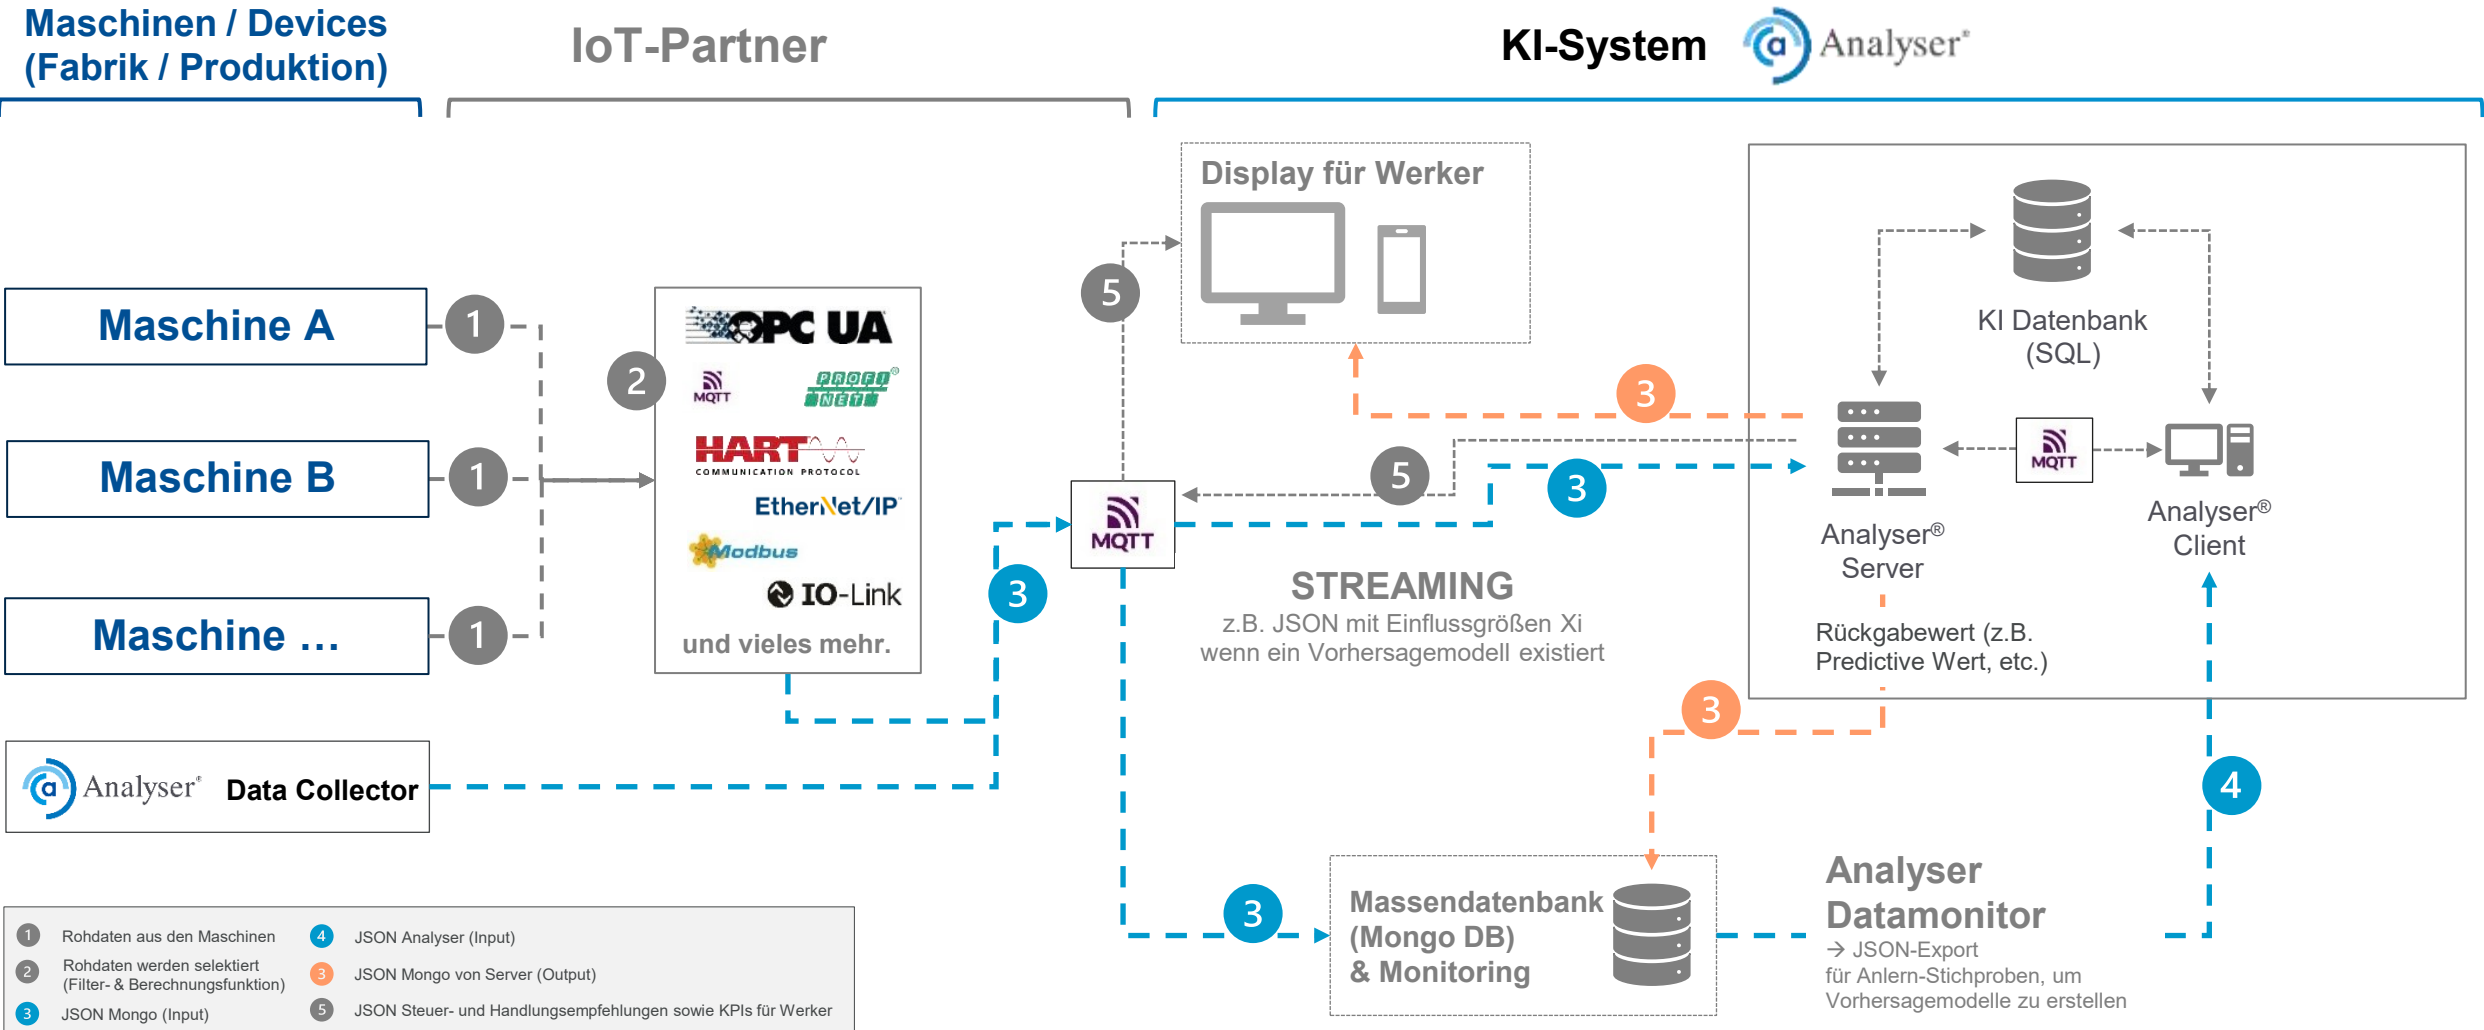 Maschinen / Devices
(Fabrik / Produktion)
IoT-Partner
KI-System
a Analyser®
Maschine A
1
Maschine B
1
Maschine ...
1
a Analyser® Data Collector
2
OPC UA
MQTT
PROFI
NET
®
HART
COMMUNICATION PROTOCOL
EtherNet/IP™
Modbus
IO-Link
und vieles mehr.
3
MQTT
5
Display für Werker
3
5
3
STREAMING
z.B. JSON mit Einflussgrößen Xi
wenn ein Vorhersagemodell existiert
KI Datenbank
(SQL)
MQTT
Analyser®
Server
Analyser®
Client
Rückgabewert (z.B.
Predictive Wert, etc.)
3
4
3
Massendatenbank
(Mongo DB)
& Monitoring
Analyser
Datamonitor
→ JSON-Export
für Anlern-Stichproben, um
Vorhersagemodelle zu erstellen
1 Rohdaten aus den Maschinen
2 Rohdaten werden selektiert
(Filter- & Berechnungsfunktion)
3 JSON Mongo (Input)
4 JSON Analyser (Input)
3 JSON Mongo von Server (Output)
5 JSON Steuer- und Handlungsempfehlungen sowie KPIs für Werker